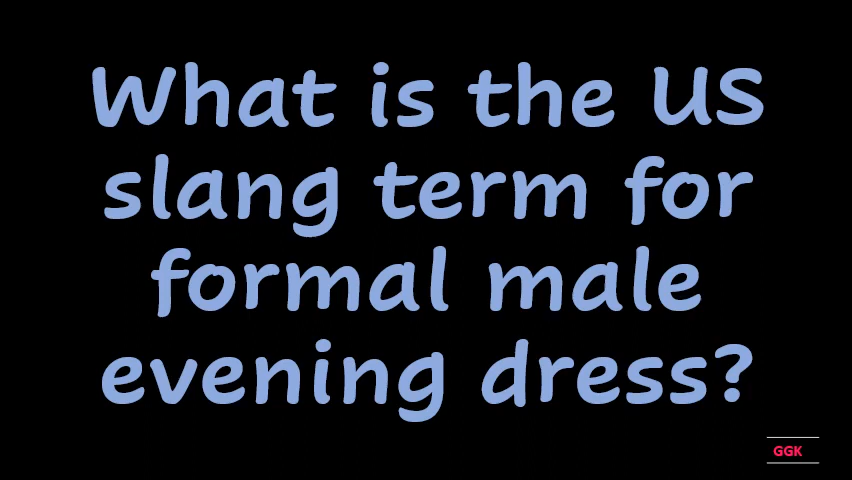 What is the US
slang term for
formal male
evening dress?
GGK